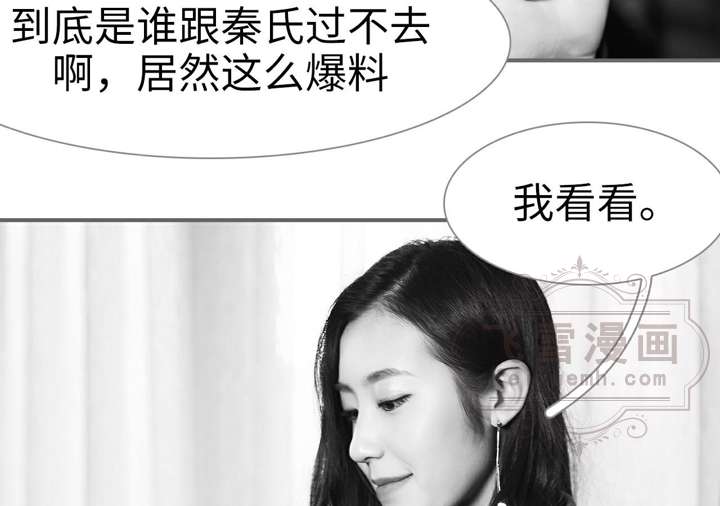 到底是谁跟秦氏过不去
啊，居然这么爆料
我看看。
飞雪漫画